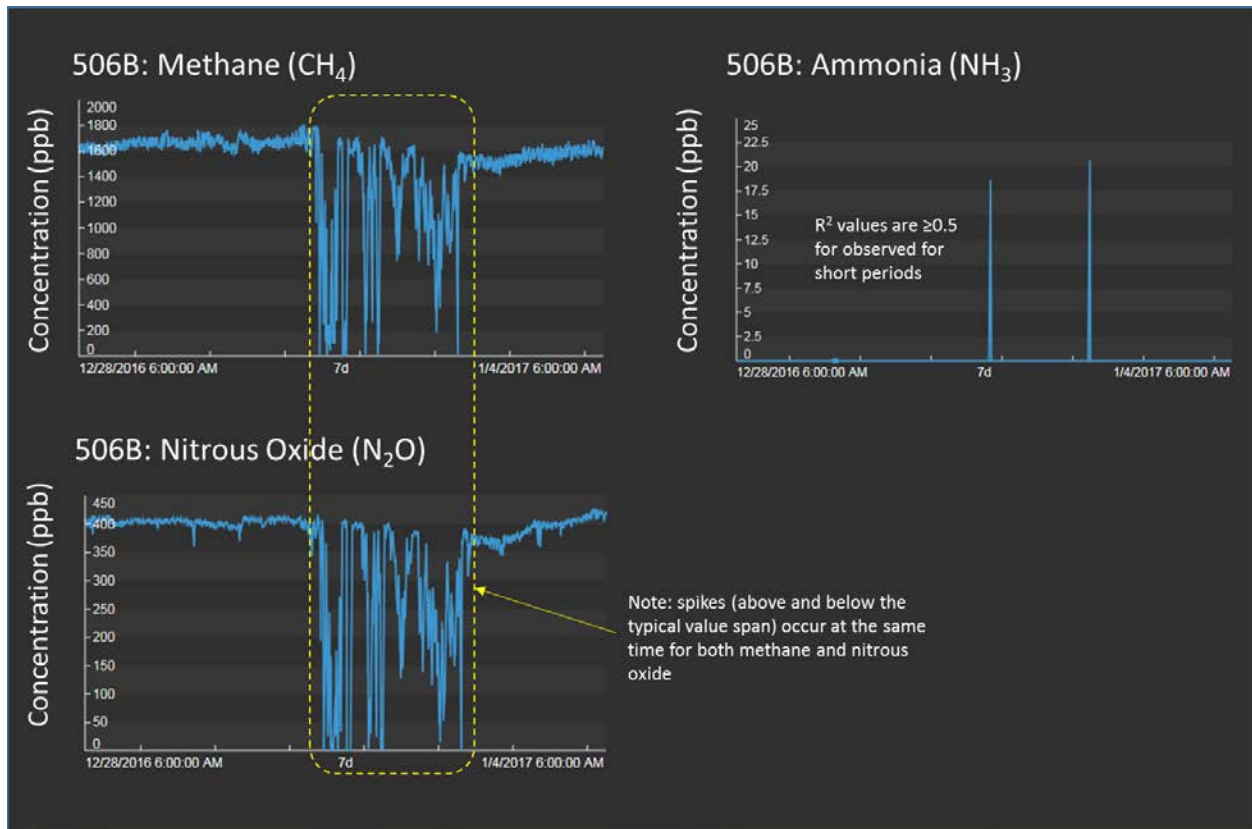 506B: Methane (CH₄)
Concentration (ppb)
2000
1800
1600
1400
1200
1000
800
600
400
200
0
12/28/2016 6:00:00 AM 7d 1/4/2017 6:00:00 AM
506B: Ammonia (NH₃)
Concentration (ppb)
25
22.5
20
17.5
15
12.5
10
7.5
5
2.5
0
R² values are ≥0.5
for observed for
short periods
12/28/2016 6:00:00 AM 7d 1/4/2017 6:00:00 AM
506B: Nitrous Oxide (N₂O)
Concentration (ppb)
450
400
350
300
250
200
150
100
50
0
12/28/2016 6:00:00 AM 7d 1/4/2017 6:00:00 AM
Note: spikes (above and below the
typical value span) occur at the same
time for both methane and nitrous
oxide